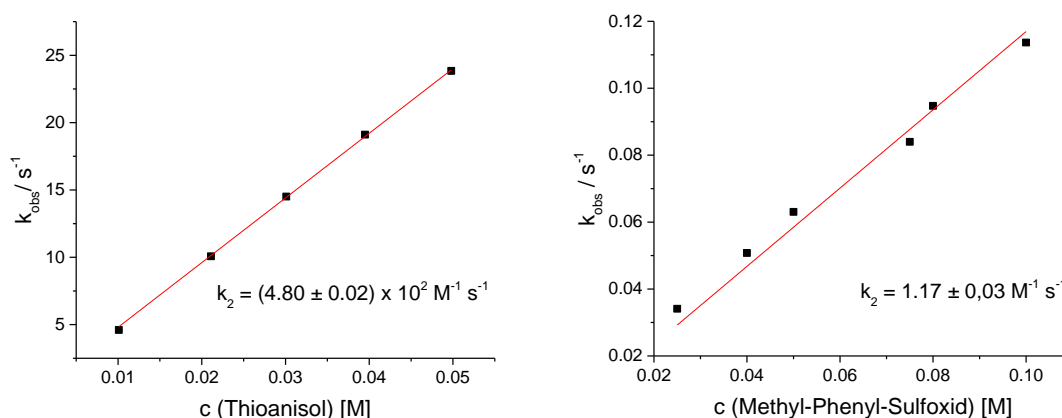 25
20
15
10
5
k_obs / s^-1
0.01 0.02 0.03 0.04 0.05
c (Thioanisol) [M]
k_2 = (4.80 ± 0.02) x 10^2 M^-1 s^-1
0.12
0.10
0.08
0.06
0.04
0.02
k_obs / s^-1
0.02 0.04 0.06 0.08 0.10
c (Methyl-Phenyl-Sulfoxid) [M]
k_2 = 1.17 ± 0,03 M^-1 s^-1